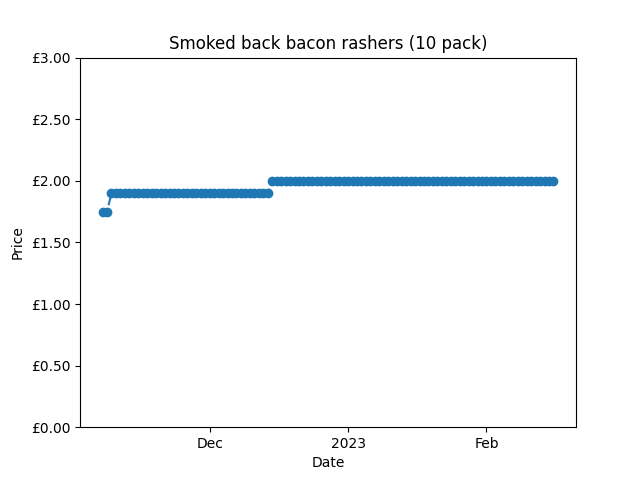 Smoked back bacon rashers (10 pack)
£3.00
£2.50
£2.00
£1.50
£1.00
£0.50
£0.00
Price
Dec
2023
Feb
Date